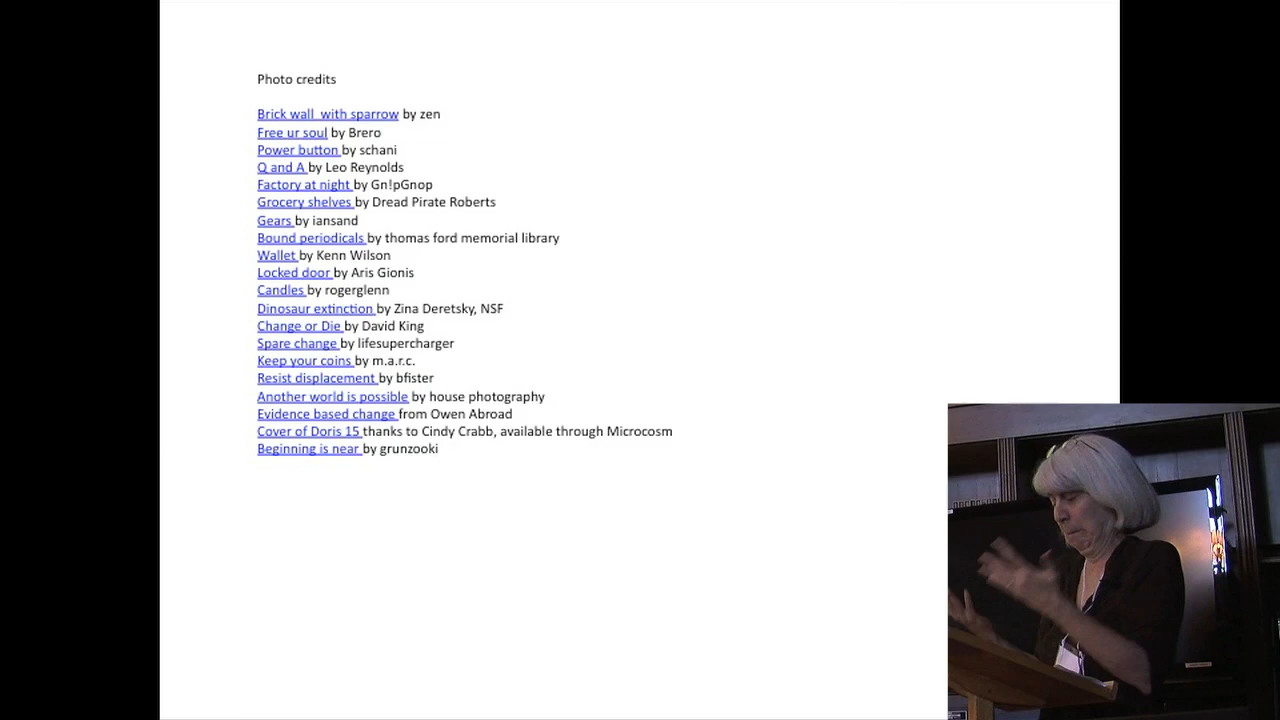 Photo credits
Brick wall with sparrow by zen
Free ur soul by Brero
Power button by schani
Q and A by Leo Reynolds
Factory at night by Gn!pGnop
Grocery shelves by Dread Pirate Roberts
Gears by iansand
Bound periodicals by thomas ford memorial library
Wallet by Kenn Wilson
Locked door by Aris Gionis
Candles by rogerglenn
Dinosaur extinction by Zina Deretsky, NSF
Change or Die by David King
Spare change by lifesupercharger
Keep your coins by m.a.r.c.
Resist displacement by bfister
Another world is possible by house photography
Evidence based change from Owen Abroad
Cover of Doris 15 thanks to Cindy Crabb, available through Microcosm
Beginning is near by grunzooki